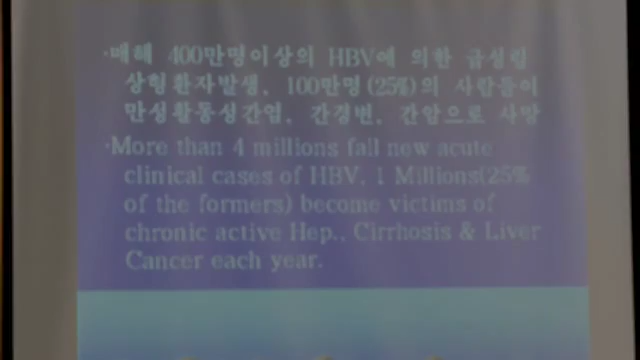 ·매해 400만명이상의 HBV에 의한 급성림
상형환자발생, 100만명(25%)의 사람들이
만성활동성간염, 간경변, 간암으로 사망
·More than 4 millions fall new acute
clinical cases of HBV, 1 Millions(25%
of the formers) become victims of
chronic active Hep., Cirrhosis & Liver
Cancer each year.